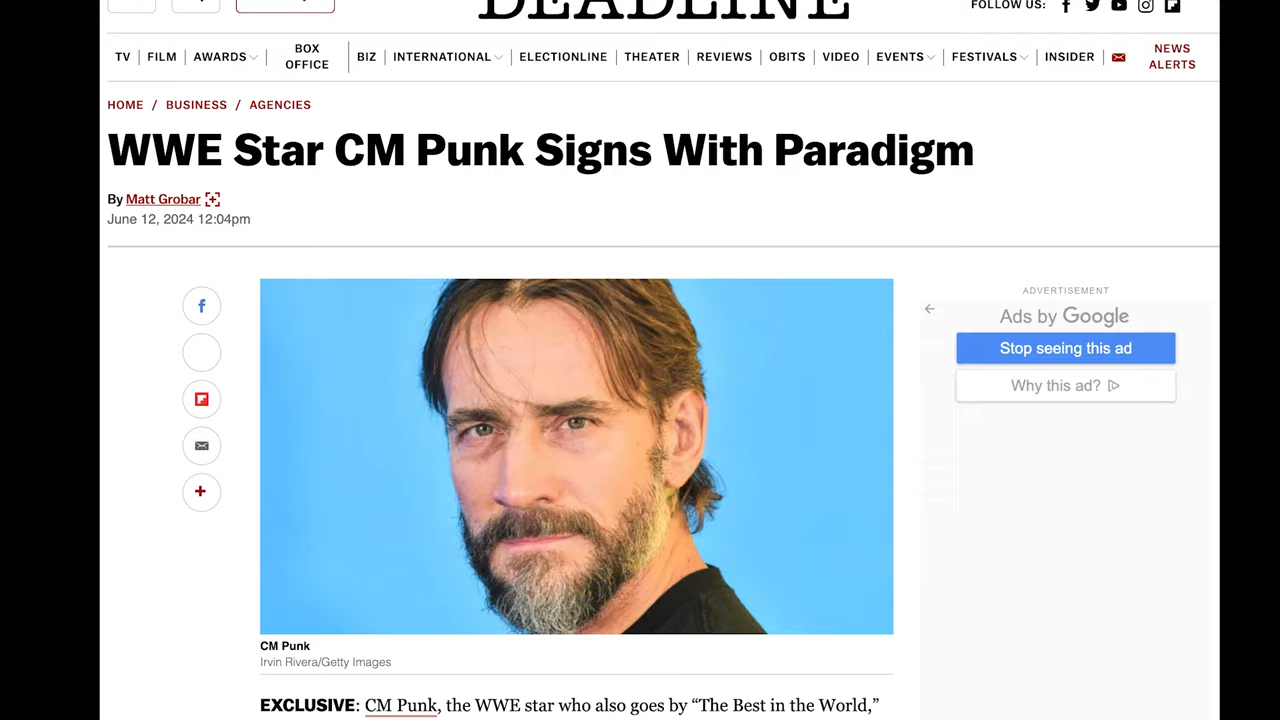 DEADLINE
FOLLOW US:
TV
FILM
AWARDS
BOX OFFICE
BIZ
INTERNATIONAL
ELECTIONLINE
THEATER
REVIEWS
OBITS
VIDEO
EVENTS
FESTIVALS
INSIDER
NEWS ALERTS
HOME / BUSINESS / AGENCIES
WWE Star CM Punk Signs With Paradigm
By Matt Grobar
June 12, 2024 12:04pm
ADVERTISEMENT
Ads by Google
Stop seeing this ad
Why this ad?
CM Punk
Irvin Rivera/Getty Images
EXCLUSIVE: CM Punk, the WWE star who also goes by “The Best in the World,”